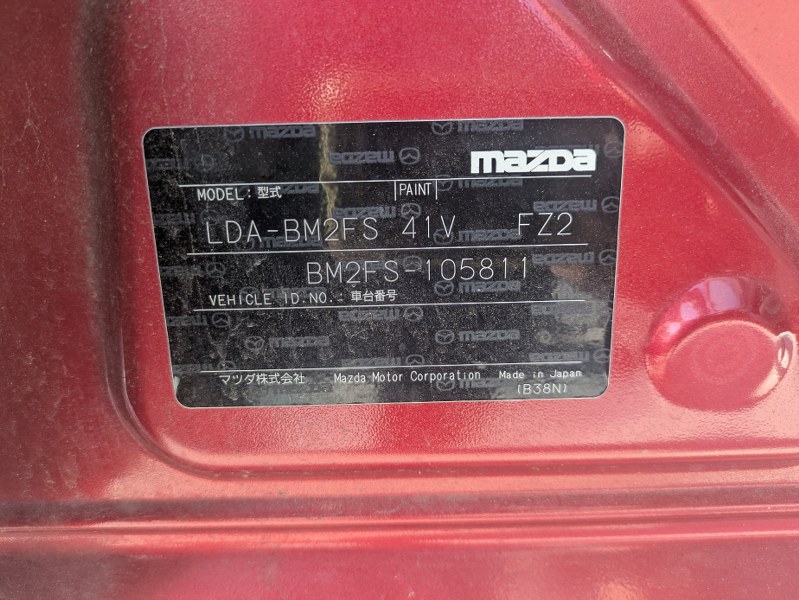 mazda
MODEL : 型式 PAINT
LDA-BM2FS 41V FZ2
BM2FS-105811
VEHICLE ID.NO. : 車台番号
マツダ株式会社 Mazda Motor Corporation Made in Japan
(B38N)